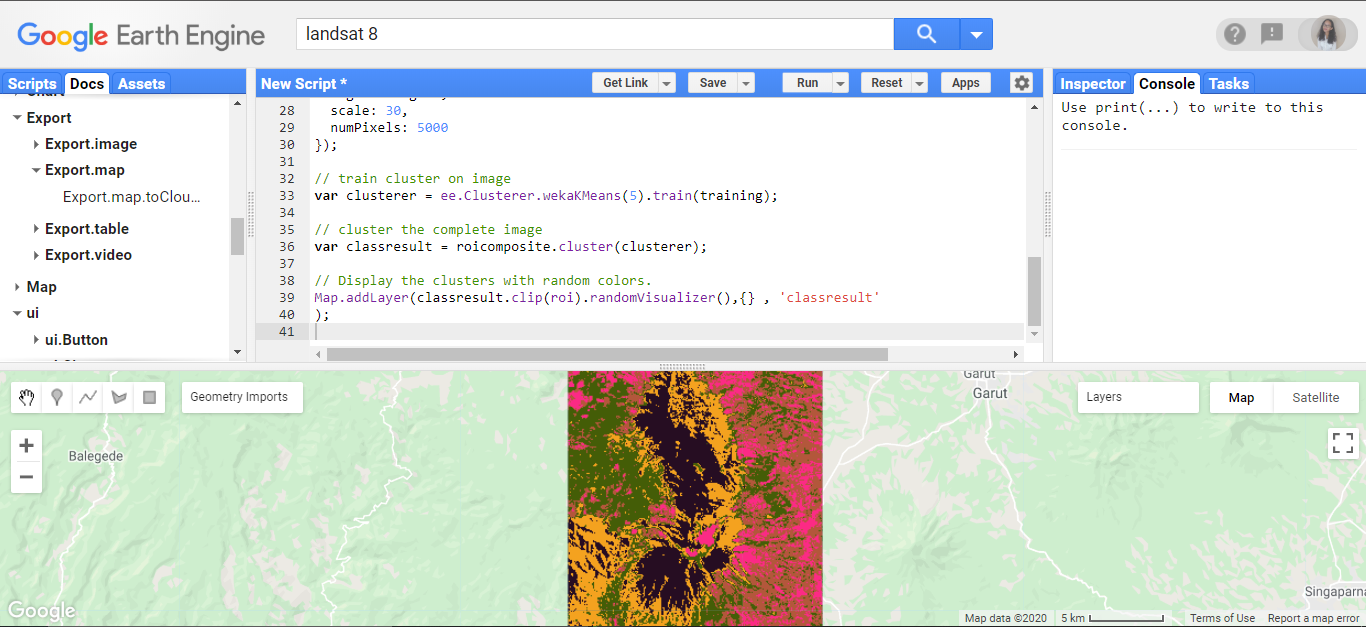 Google Earth Engine
landsat 8
Scripts Docs Assets
Export
Export.image
Export.map
Export.map.toClou...
Export.table
Export.video
Map
ui
ui.Button
New Script *
Get Link
Save
Run
Reset
Apps
28 scale: 30,
29 numPixels: 5000
30 });
31
32 // train cluster on image
33 var clusterer = ee.Clusterer.wekaKMeans(5).train(training);
34
35 // cluster the complete image
36 var classresult = roicomposite.cluster(clusterer);
37
38 // Display the clusters with random colors.
39 Map.addLayer(classresult.clip(roi).randomVisualizer(),{} , 'classresult'
40 );
41
Inspector Console Tasks
Use print(...) to write to this
console.
Geometry Imports
Layers
Map Satellite
Balegede
Garut
Garut
Singaparna
Google
Map data ©2020 5 km Terms of Use Report a map error